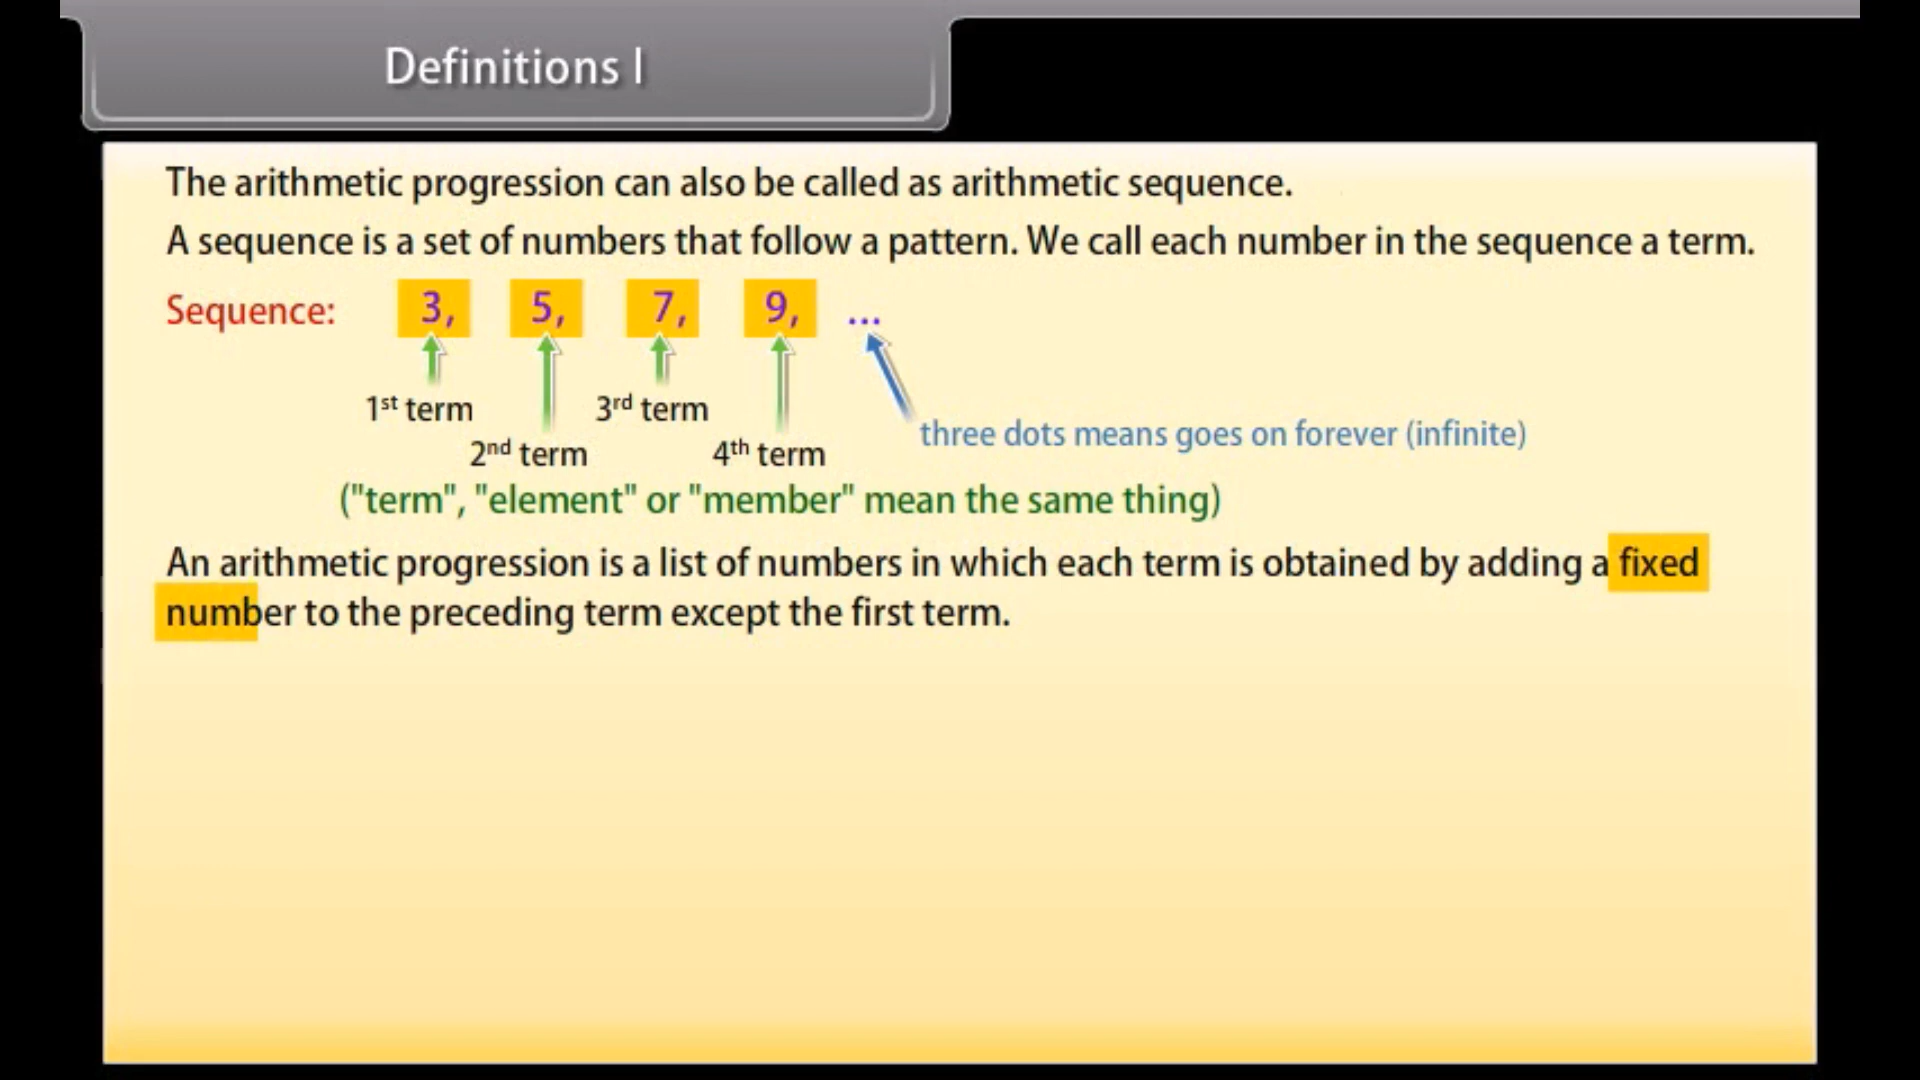 Definitions I
The arithmetic progression can also be called as arithmetic sequence.
A sequence is a set of numbers that follow a pattern. We call each number in the sequence a term.
Sequence: 3, 5, 7, 9, ...
1st term 3rd term
three dots means goes on forever (infinite)
2nd term 4th term
("term", "element" or "member" mean the same thing)
An arithmetic progression is a list of numbers in which each term is obtained by adding a fixed
number to the preceding term except the first term.